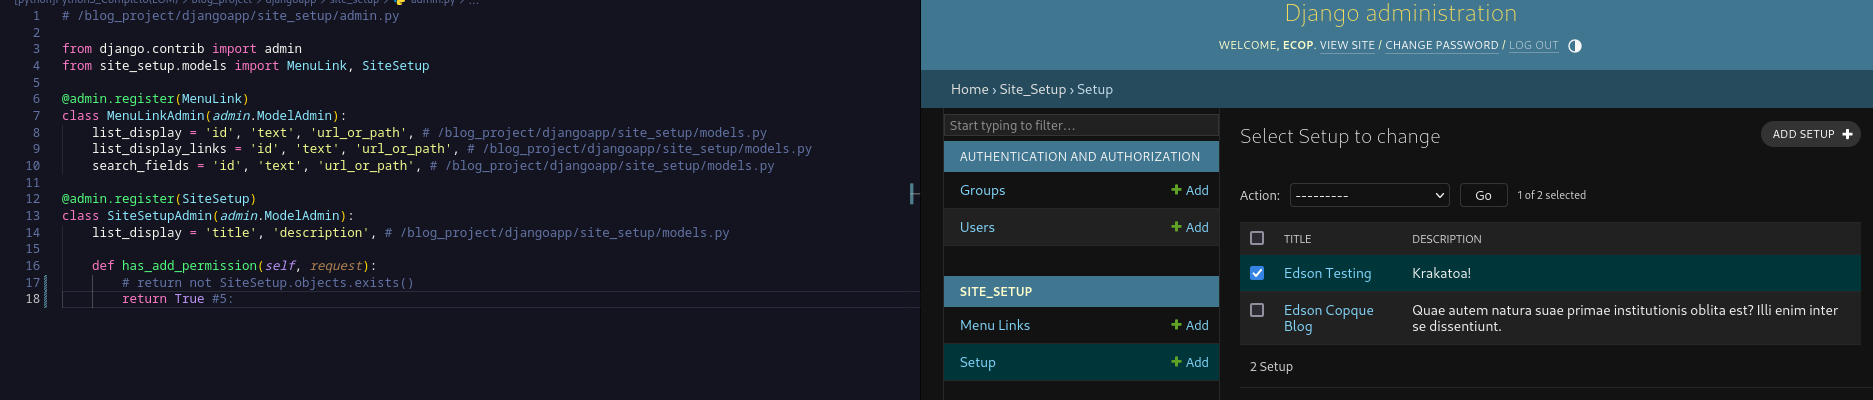 [python]Python3_Completo(LOM) > blog_project > djangoapp > site_setup > admin.py > ...
1 # /blog_project/djangoapp/site_setup/admin.py
2
3 from django.contrib import admin
4 from site_setup.models import MenuLink, SiteSetup
5
6 @admin.register(MenuLink)
7 class MenuLinkAdmin(admin.ModelAdmin):
8 list_display = 'id', 'text', 'url_or_path', # /blog_project/djangoapp/site_setup/models.py
9 list_display_links = 'id', 'text', 'url_or_path', # /blog_project/djangoapp/site_setup/models.py
10 search_fields = 'id', 'text', 'url_or_path', # /blog_project/djangoapp/site_setup/models.py
11
12 @admin.register(SiteSetup)
13 class SiteSetupAdmin(admin.ModelAdmin):
14 list_display = 'title', 'description', # /blog_project/djangoapp/site_setup/models.py
15
16 def has_add_permission(self, request):
17 # return not SiteSetup.objects.exists()
18 return True #5:
Django administration
WELCOME, ECOP. VIEW SITE / CHANGE PASSWORD / LOG OUT
Home › Site_Setup › Setup
Start typing to filter...
AUTHENTICATION AND AUTHORIZATION
Groups + Add
Users + Add
SITE_SETUP
Menu Links + Add
Setup + Add
Select Setup to change
ADD SETUP +
Action: --------- Go 1 of 2 selected
TITLE DESCRIPTION
Edson Testing Krakatoa!
Edson Copque Blog Quae autem natura suae primae institutionis oblita est? Illi enim inter
se dissentiunt.
2 Setup